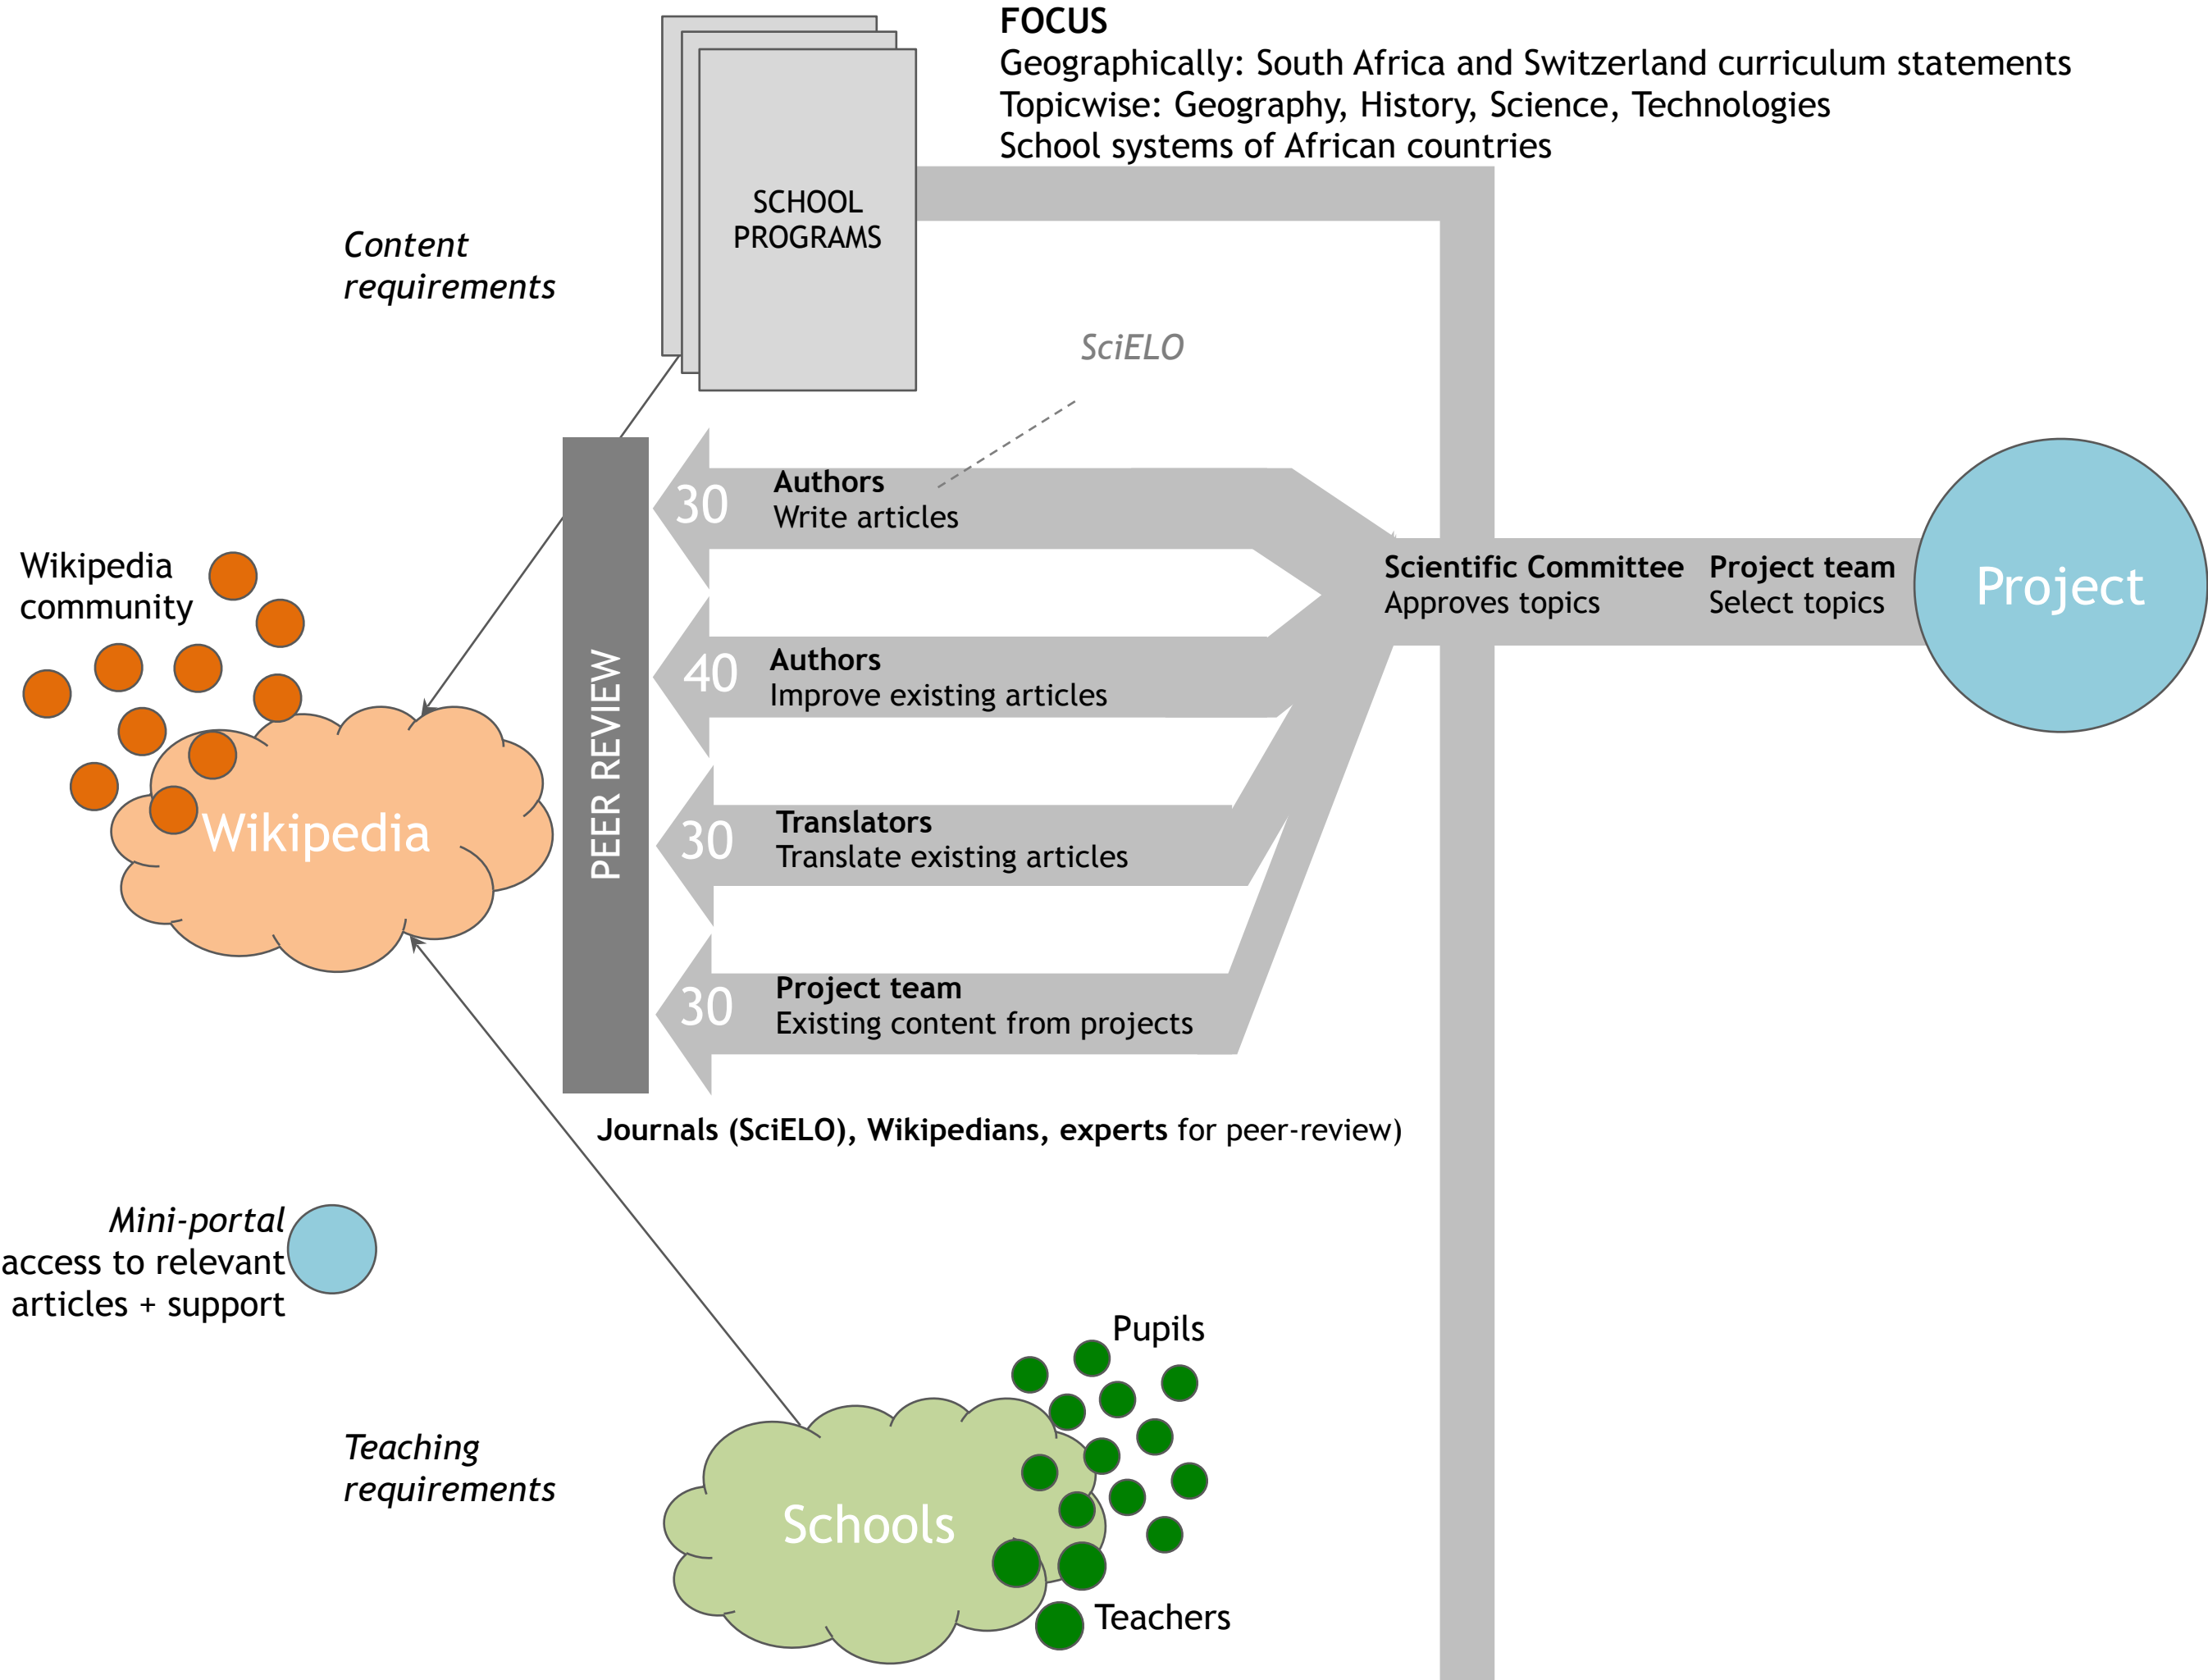 FOCUS
Geographically: South Africa and Switzerland curriculum statements
Topicwise: Geography, History, Science, Technologies
School systems of African countries
SCHOOL
PROGRAMS
Content
requirements
SciELO
30
Authors
Write articles
Scientific Committee
Approves topics
Project team
Select topics
Project
Wikipedia
community
40
Authors
Improve existing articles
PEER REVIEW
Wikipedia
30
Translators
Translate existing articles
30
Project team
Existing content from projects
Journals (SciELO), Wikipedians, experts for peer-review)
Mini-portal
access to relevant
articles + support
Pupils
Teaching
requirements
Schools
Teachers